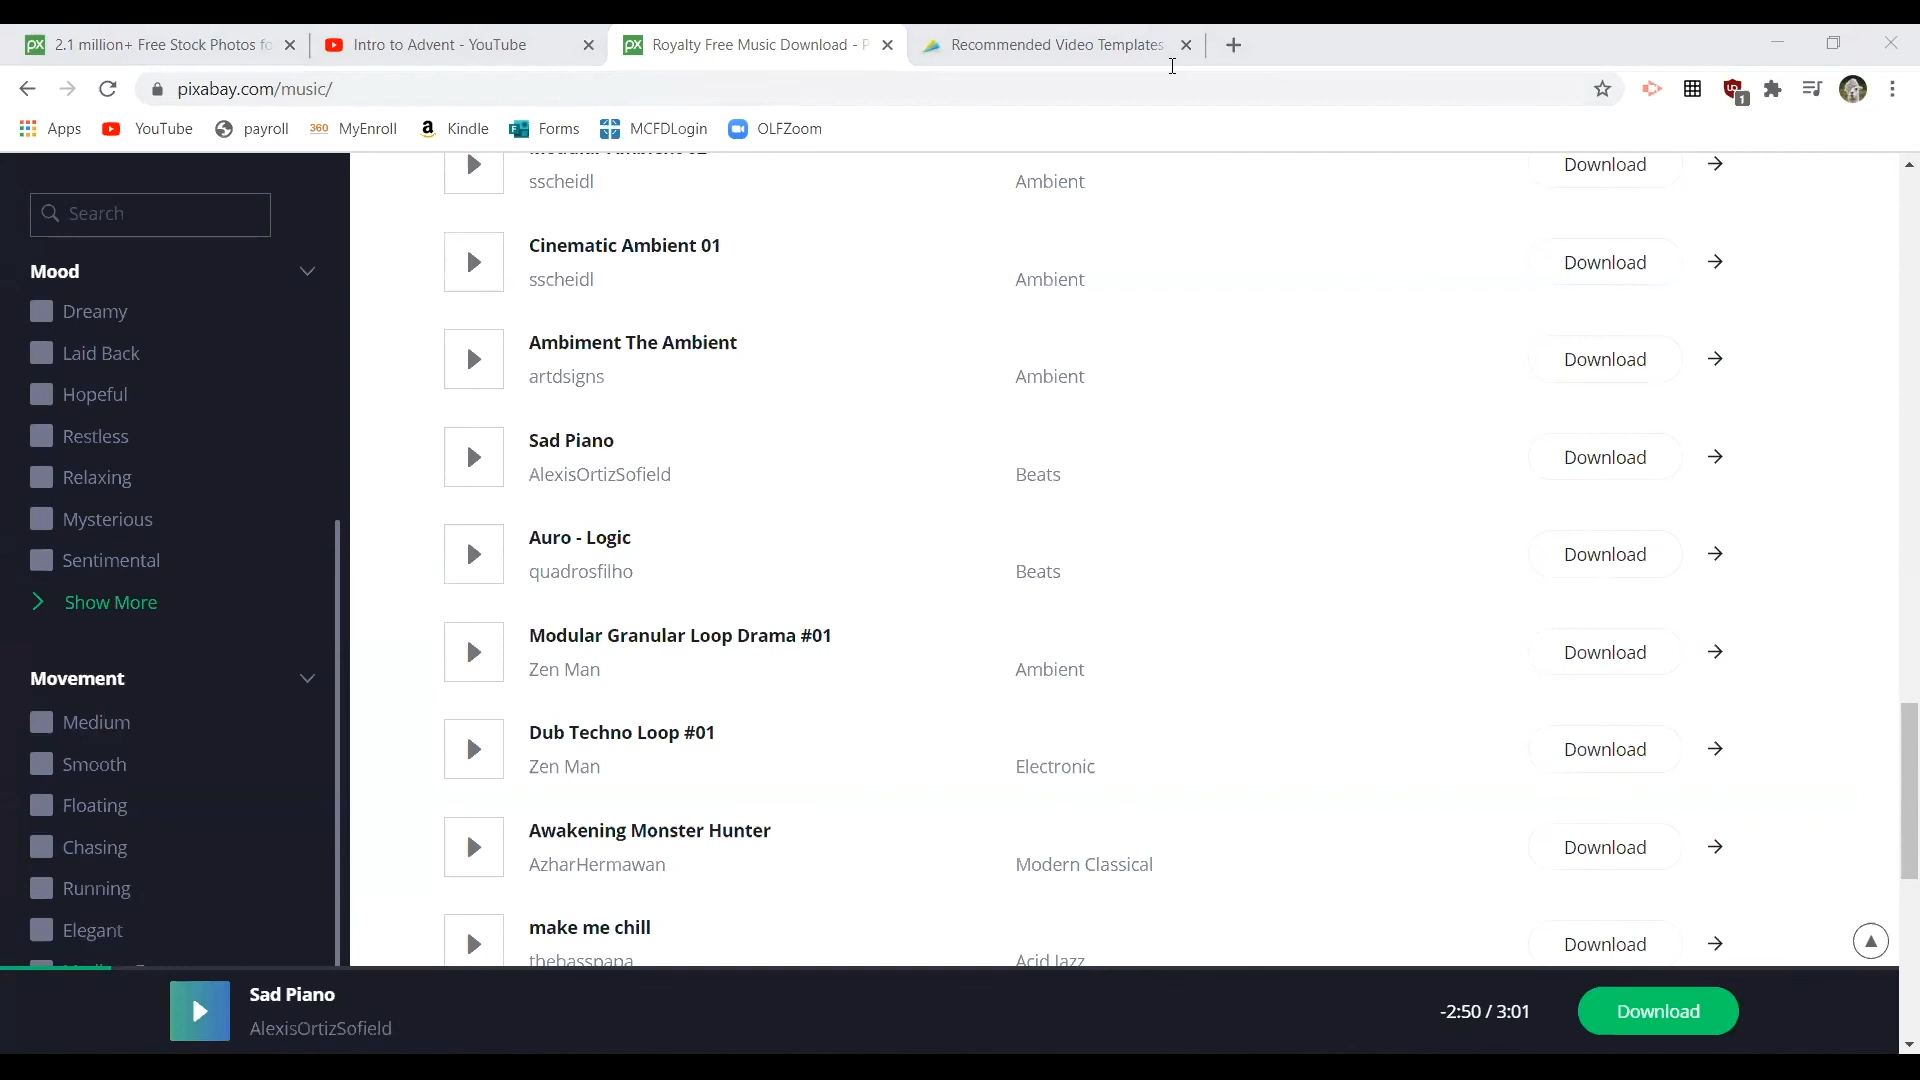 2.1 million+ Free Stock Photos fo
Intro to Advent - YouTube
Royalty Free Music Download - P
Recommended Video Templates
pixabay.com/music/
1
Apps
YouTube
payroll
360 MyEnroll
Kindle
Forms
MCFDLogin
OLFZoom
Search
Mood
Dreamy
Laid Back
Hopeful
Restless
Relaxing
Mysterious
Sentimental
Show More
Movement
Medium
Smooth
Floating
Chasing
Running
Elegant
sscheidl Ambient Download
Cinematic Ambient 01
sscheidl Ambient Download
Ambiment The Ambient
artdsigns Ambient Download
Sad Piano
AlexisOrtizSofield Beats Download
Auro - Logic
quadrosfilho Beats Download
Modular Granular Loop Drama #01
Zen Man Ambient Download
Dub Techno Loop #01
Zen Man Electronic Download
Awakening Monster Hunter
AzharHermawan Modern Classical Download
make me chill
thebasspapa Acid Jazz Download
Sad Piano
AlexisOrtizSofield
-2:50 / 3:01
Download